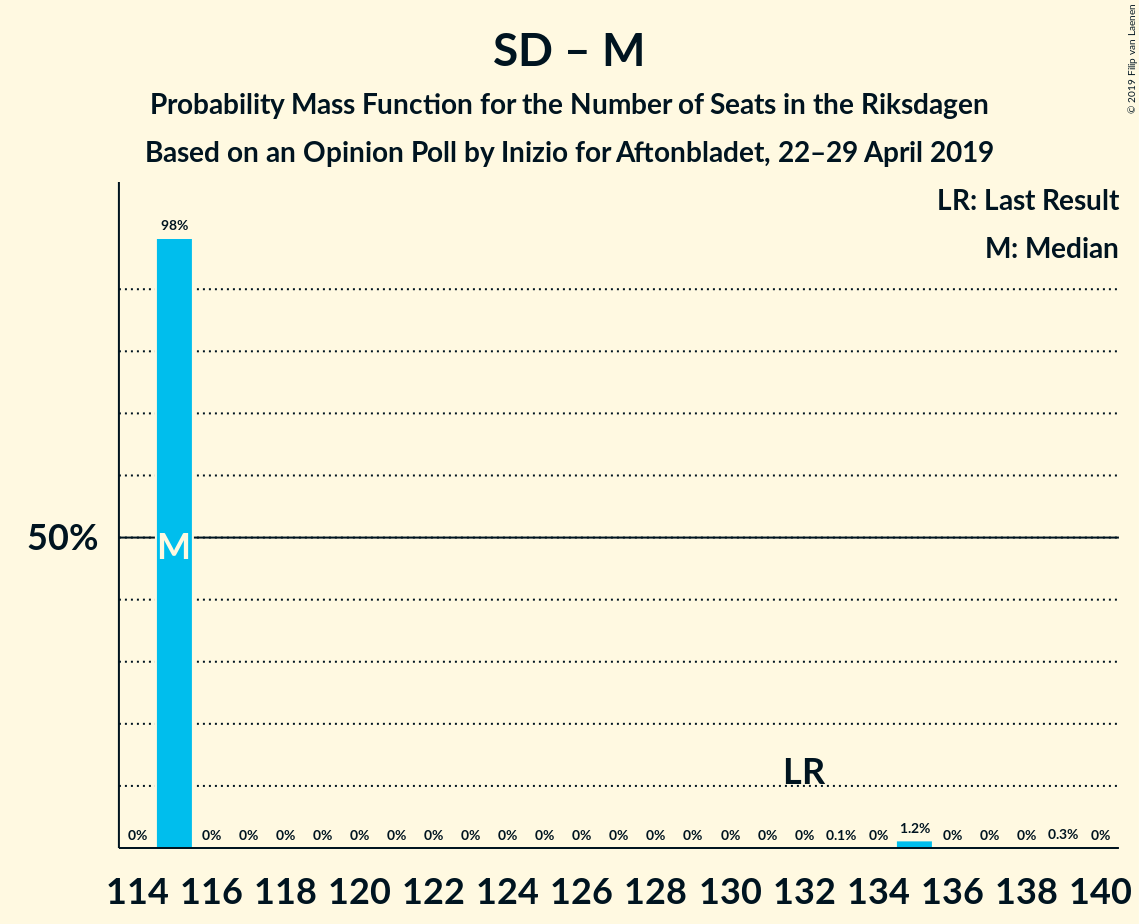 SD – M
Probability Mass Function for the Number of Seats in the Riksdagen
Based on an Opinion Poll by Inizio for Aftonbladet, 22–29 April 2019
© 2019 Filip van Laenen
LR: Last Result
M: Median
98%
50%
M
LR
0% 0% 0% 0% 0% 0% 0% 0% 0% 0% 0% 0% 0% 0% 0% 0% 0% 0% 0.1% 0% 1.2% 0% 0% 0% 0.3% 0%
114 116 118 120 122 124 126 128 130 132 134 136 138 140